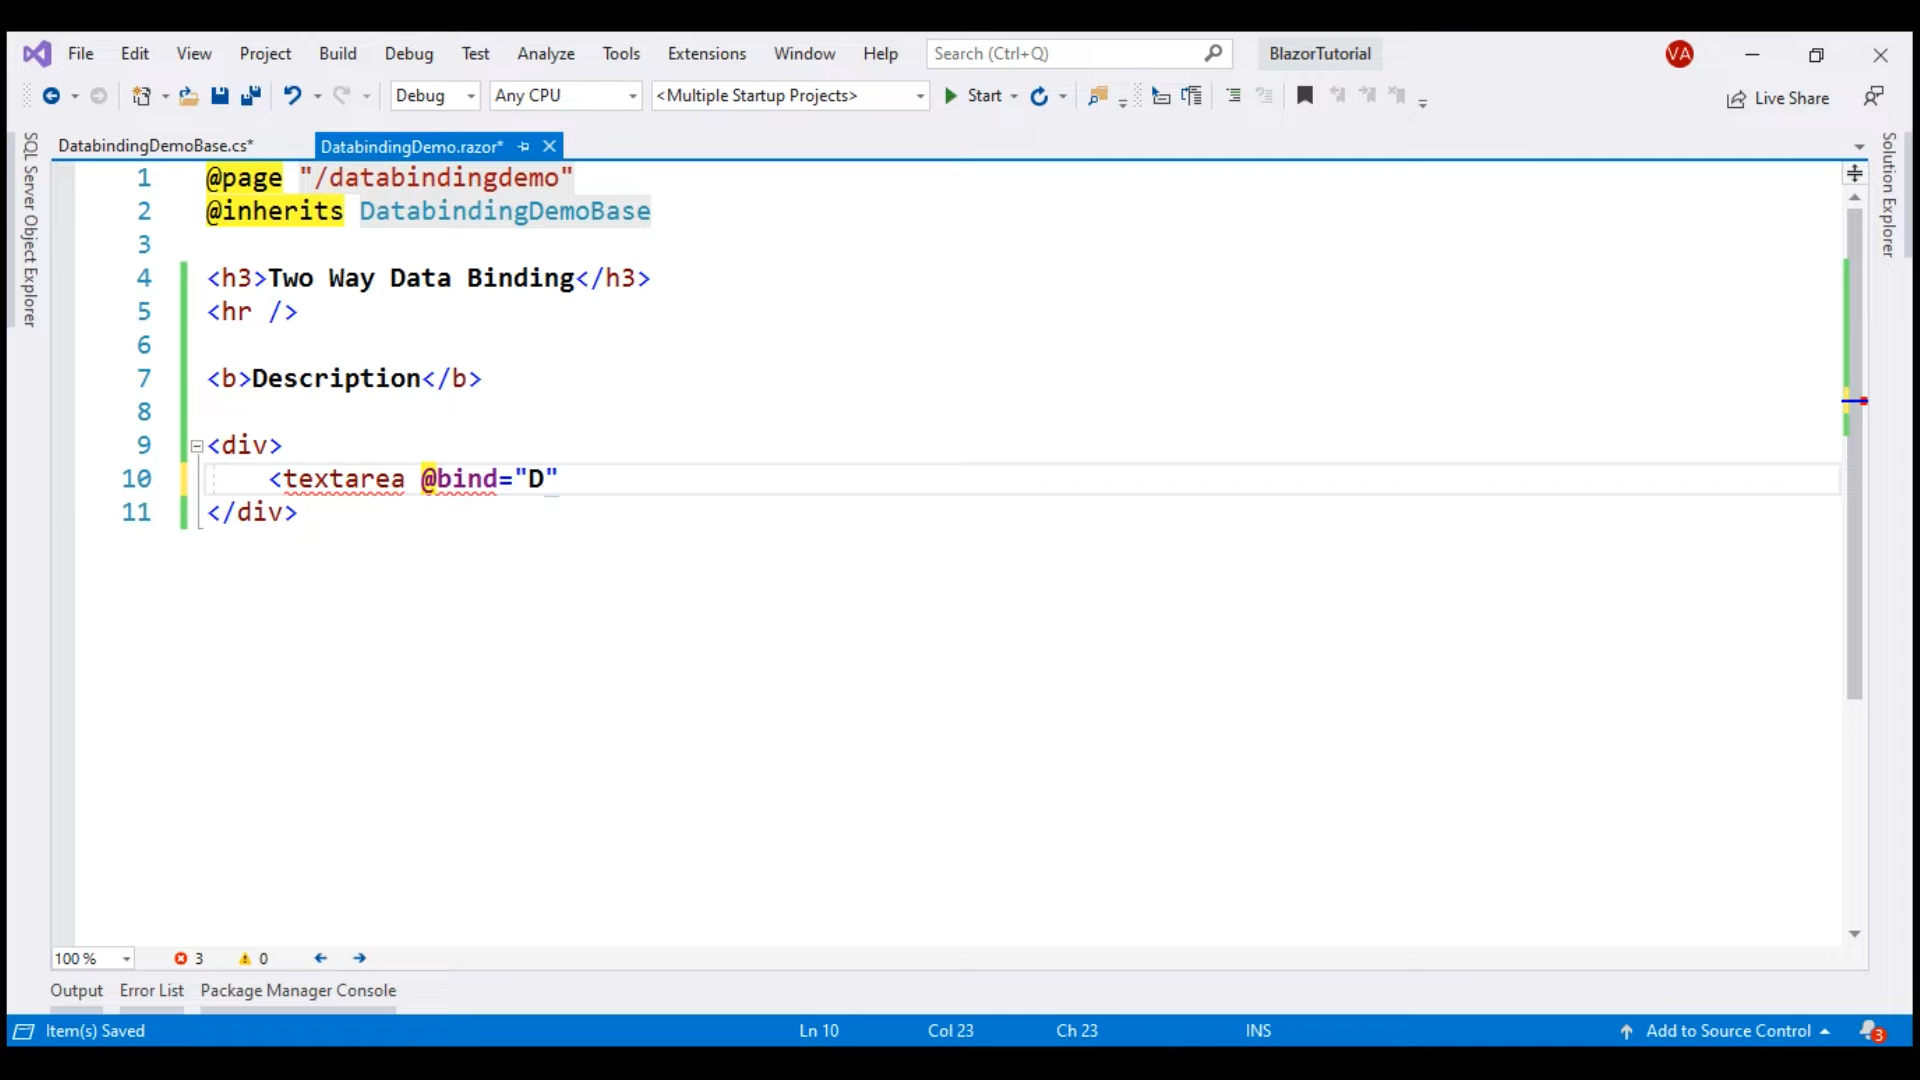 File Edit View Project Build Debug Test Analyze Tools Extensions Window Help Search (Ctrl+Q) BlazorTutorial VA
Debug Any CPU <Multiple Startup Projects> Start Live Share
SQL Server Object Explorer
Solution Explorer
DatabindingDemoBase.cs* DatabindingDemo.razor*
1 @page "/databindingdemo"
2 @inherits DatabindingDemoBase
3
4 <h3>Two Way Data Binding</h3>
5 <hr />
6
7 <b>Description</b>
8
9 <div>
10 <textarea @bind="D"
11 </div>
100 % 3 0
Output Error List Package Manager Console
Item(s) Saved Ln 10 Col 23 Ch 23 INS Add to Source Control 3